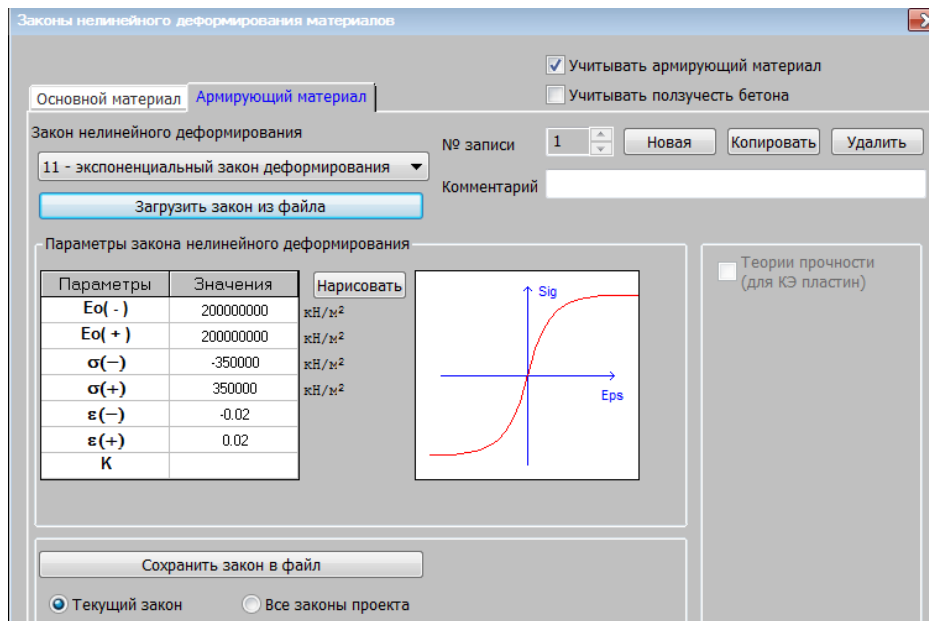 Законы нелинейного деформирования материалов
Учитывать армирующий материал
Учитывать ползучесть бетона
Основной материал Армирующий материал
Закон нелинейного деформирования
11 - экспоненциальный закон деформирования
Загрузить закон из файла
№ записи 1 Новая Копировать Удалить
Комментарий
Параметры закона нелинейного деформирования
Параметры Значения Нарисовать
Eo( - ) 200000000 кН/м²
Eo( + ) 200000000 кН/м²
σ(−) -350000 кН/м²
σ(+) 350000 кН/м²
ε(−) -0.02
ε(+) 0.02
К
Sig
Eps
Теории прочности
(для КЭ пластин)
Сохранить закон в файл
Текущий закон Все законы проекта